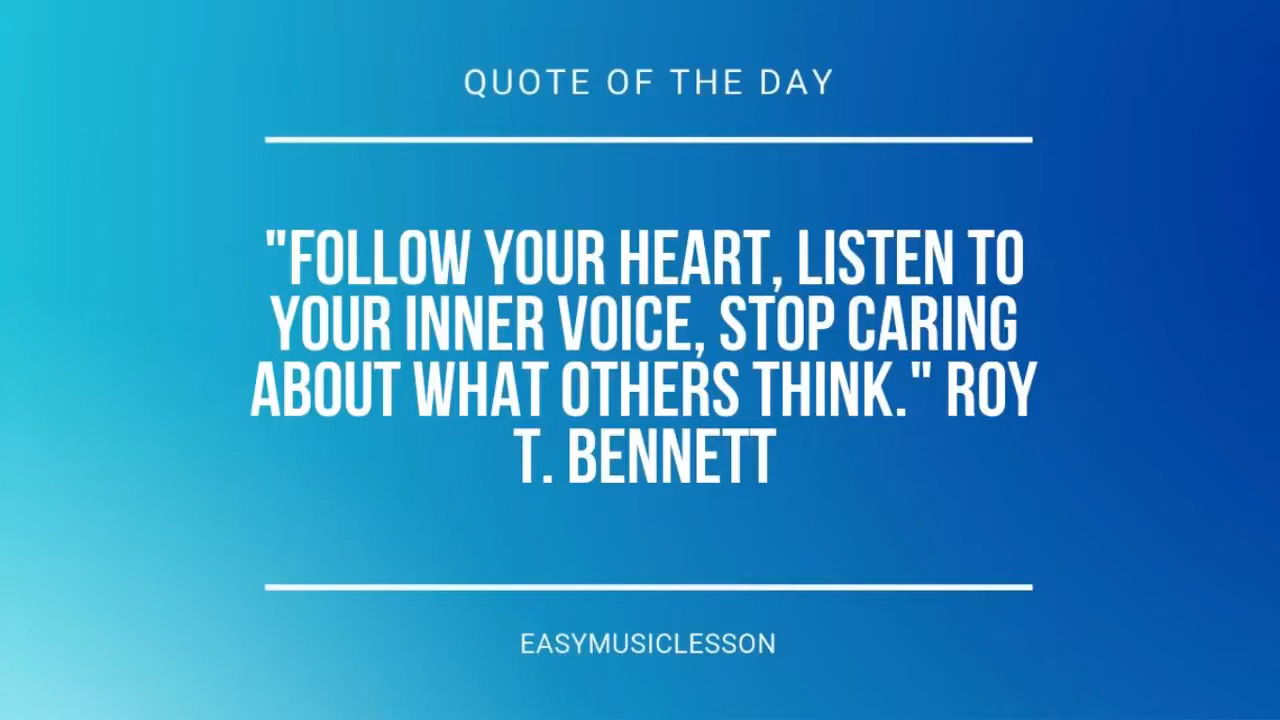 QUOTE OF THE DAY
"FOLLOW YOUR HEART, LISTEN TO
YOUR INNER VOICE, STOP CARING
ABOUT WHAT OTHERS THINK." ROY
T. BENNETT
EASYMUSICLESSON